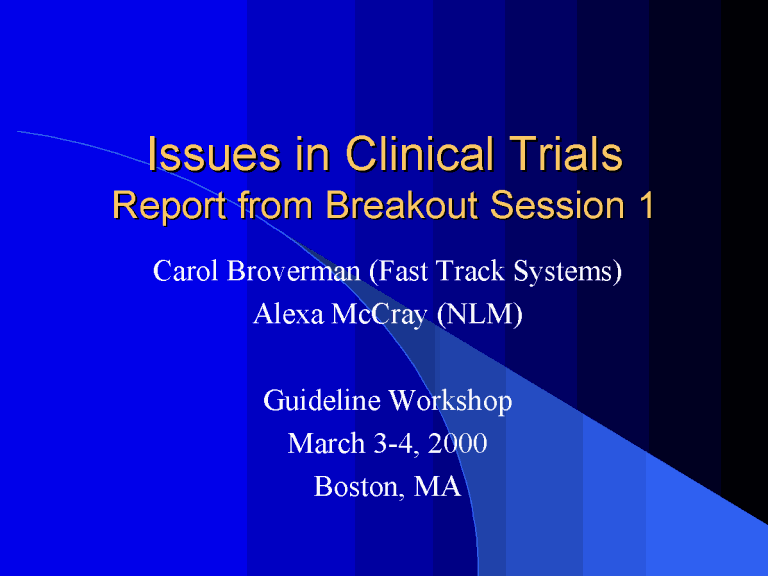 Issues in Clinical Trials
Report from Breakout Session 1
Carol Broverman (Fast Track Systems)
Alexa McCray (NLM)
Guideline Workshop
March 3-4, 2000
Boston, MA